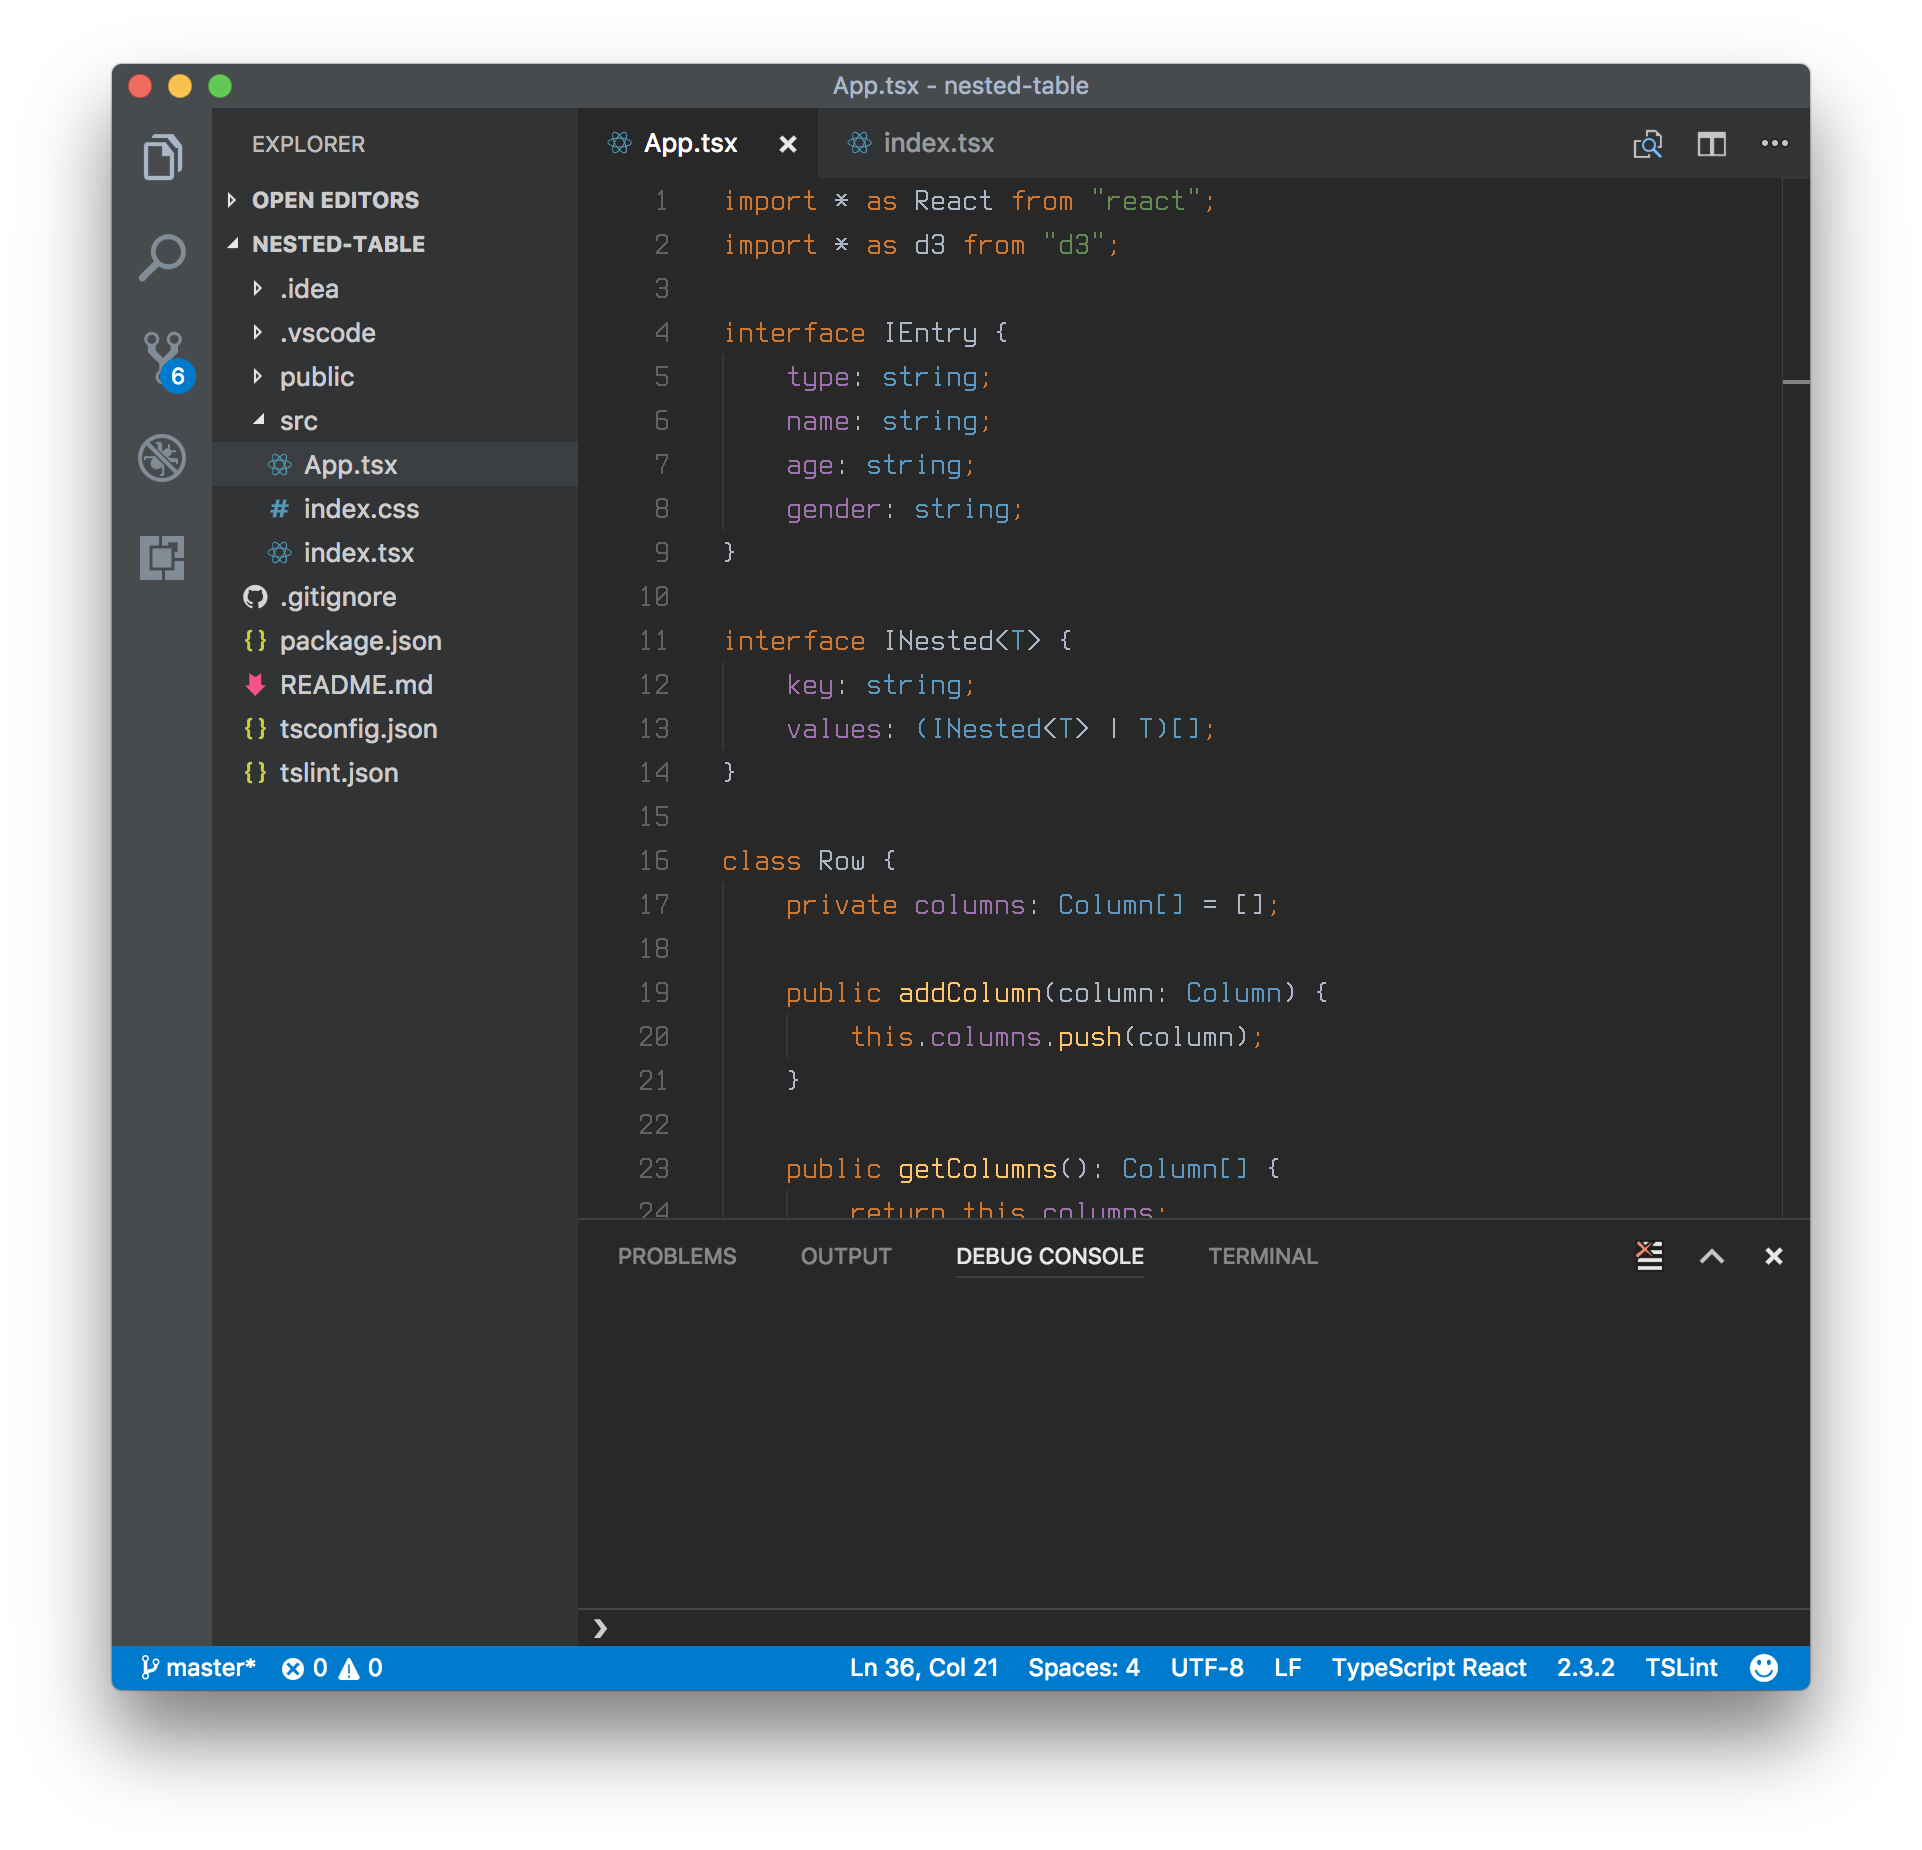 App.tsx - nested-table
EXPLORER
OPEN EDITORS
NESTED-TABLE
.idea
.vscode
public
src
App.tsx
# index.css
index.tsx
.gitignore
{} package.json
README.md
{} tsconfig.json
{} tslint.json
6
App.tsx
index.tsx
1 import * as React from "react";
2 import * as d3 from "d3";
3
4 interface IEntry {
5     type: string;
6     name: string;
7     age: string;
8     gender: string;
9 }
10
11 interface INested<T> {
12     key: string;
13     values: (INested<T> | T)[];
14 }
15
16 class Row {
17     private columns: Column[] = [];
18
19     public addColumn(column: Column) {
20         this.columns.push(column);
21     }
22
23     public getColumns(): Column[] {
24         return this.columns;
PROBLEMS OUTPUT DEBUG CONSOLE TERMINAL
master* 0 0 Ln 36, Col 21 Spaces: 4 UTF-8 LF TypeScript React 2.3.2 TSLint